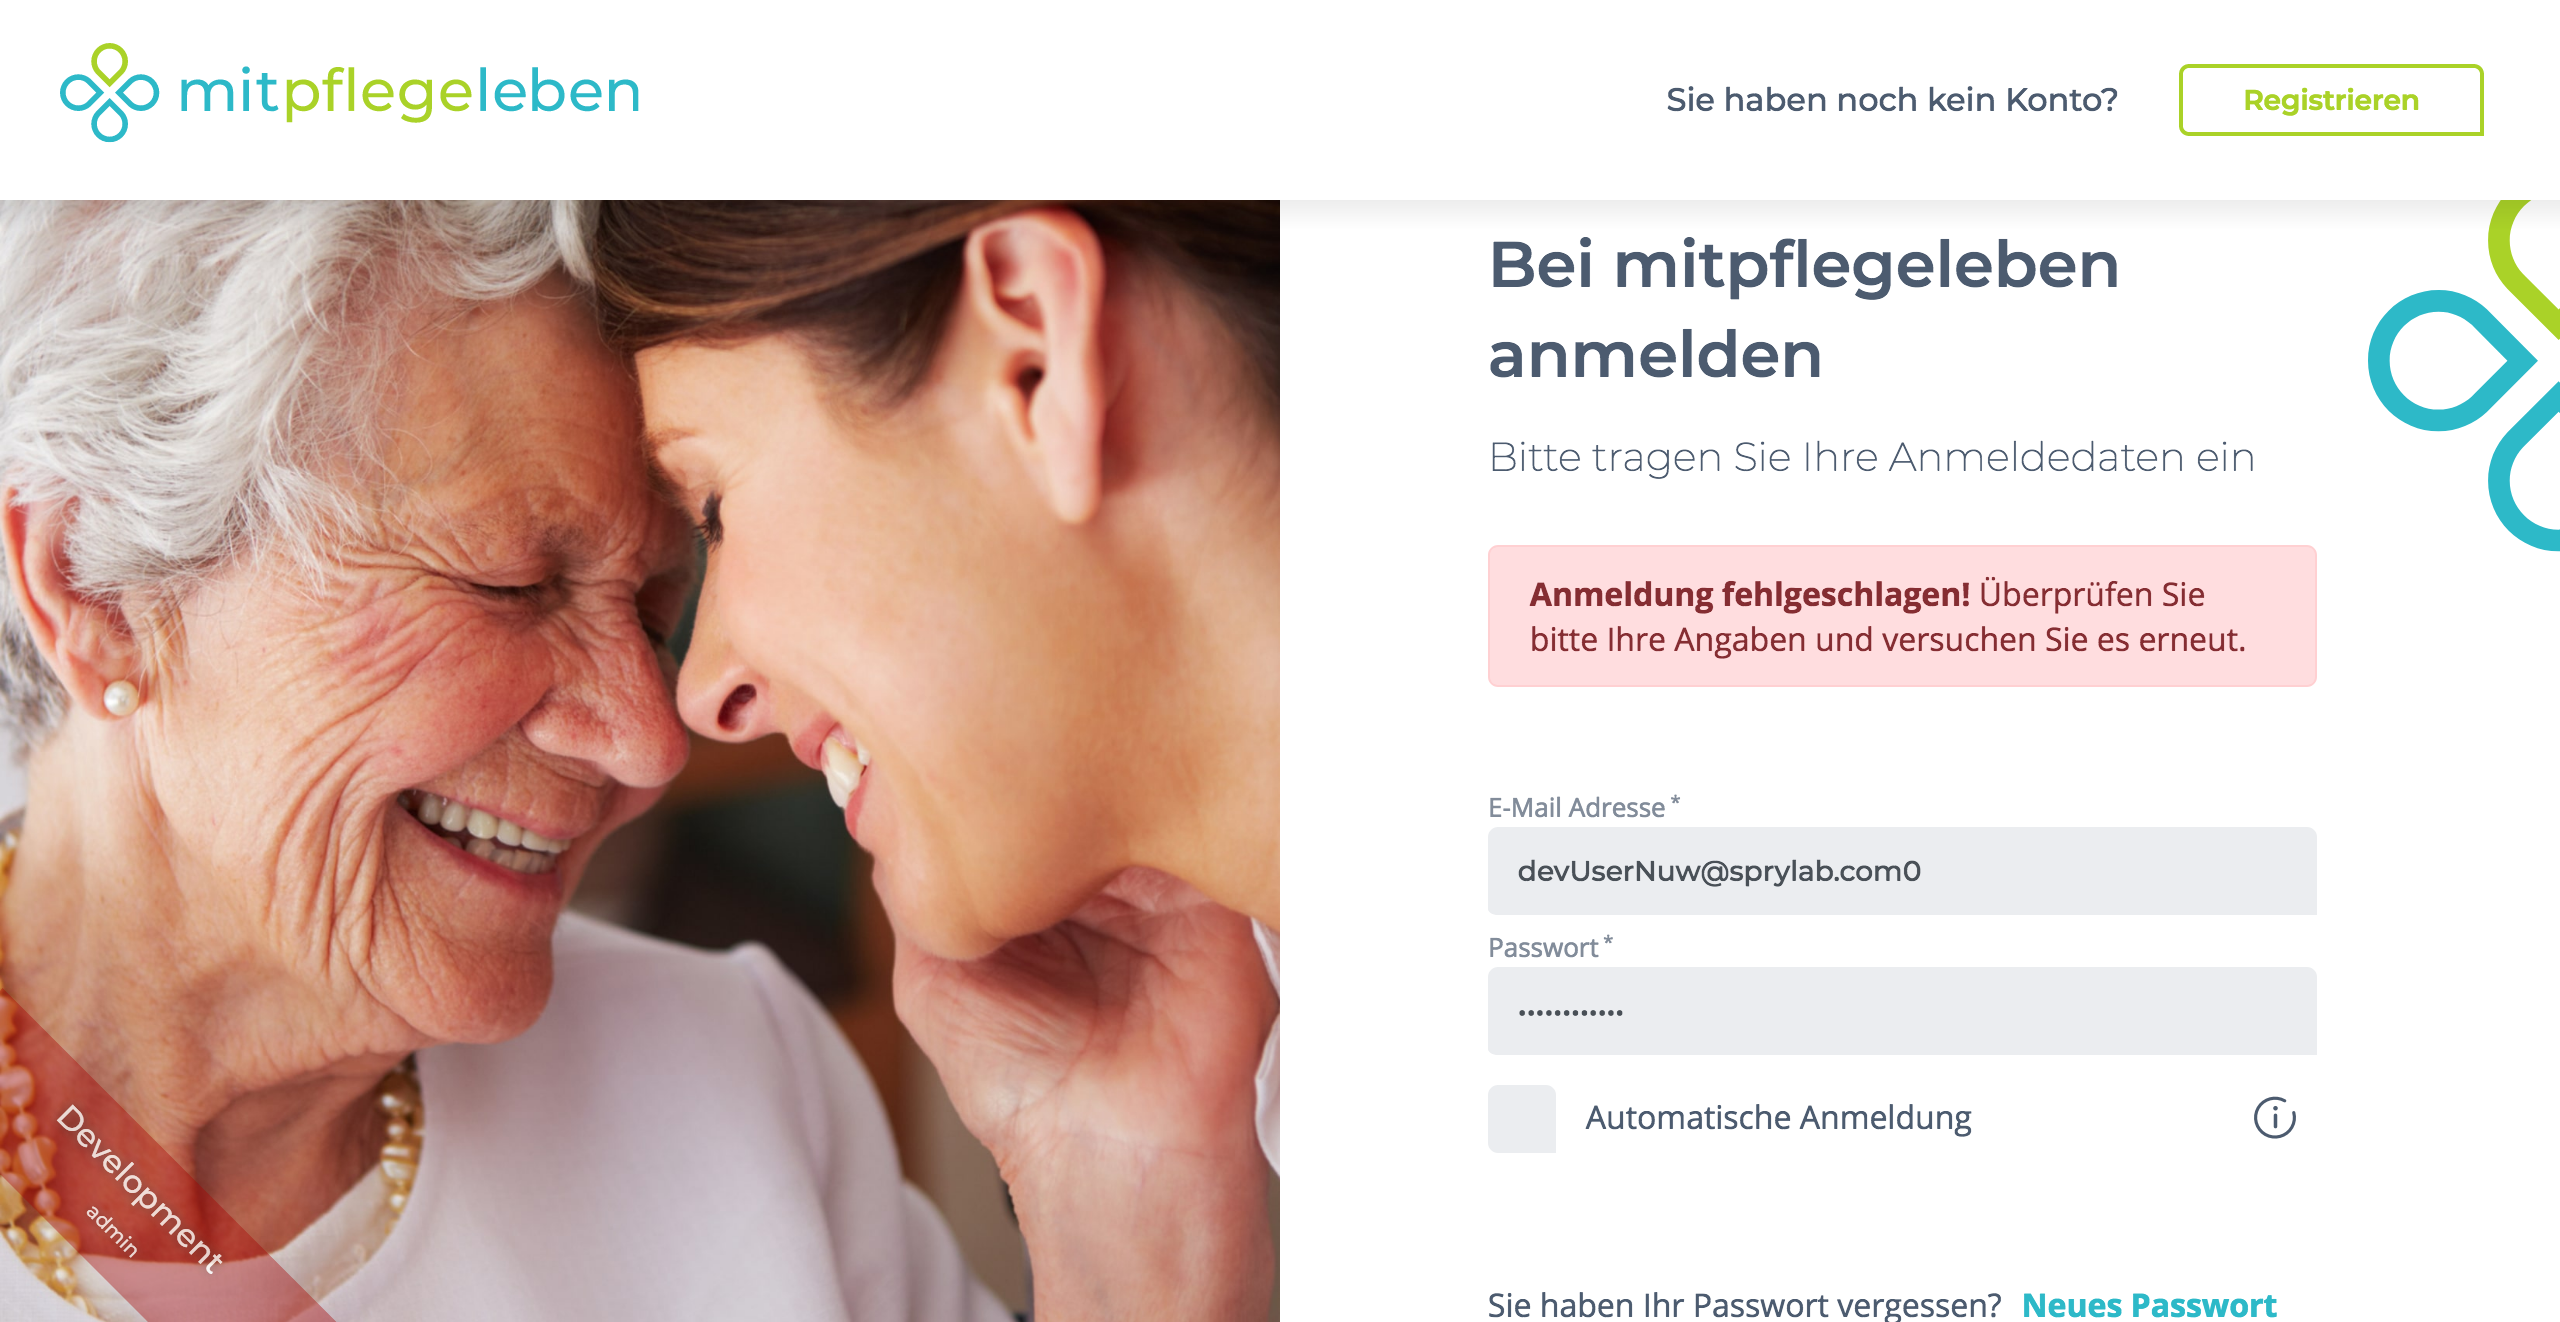 mitpflegeleben
Sie haben noch kein Konto?
Registrieren
Bei mitpflegeleben
anmelden
Bitte tragen Sie Ihre Anmeldedaten ein
Anmeldung fehlgeschlagen! Überprüfen Sie
bitte Ihre Angaben und versuchen Sie es erneut.
E-Mail Adresse *
devUserNuw@sprylab.com0
Passwort *
••••••••••••
Automatische Anmeldung
Sie haben Ihr Passwort vergessen? Neues Passwort
Development
admin